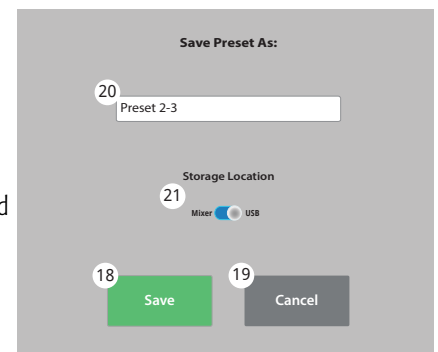 Save Preset As:
20
Preset 2-3
Storage Location
21
Mixer USB
d
18 19
Save Cancel